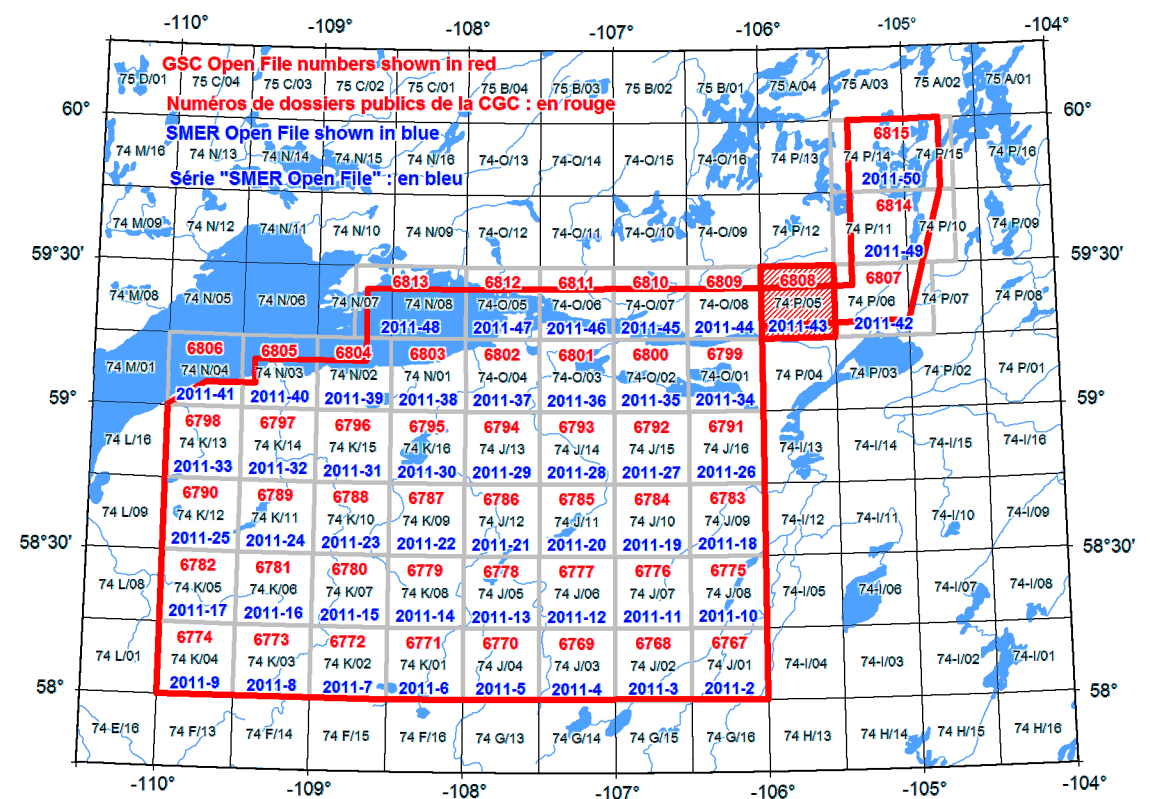 -110° -109° -108° -107° -106° -105° -104°
GSC Open File numbers shown in red
75 D/01 75 C/04 75 C/03 75 C/02 75 C/01 75 B/04 75 B/03 75 B/02 75 B/01 75 A/04 75 A/03 75 A/02 75 A/01
Numéros de dossiers publics de la CGC : en rouge
60° 60°
SMER Open File shown in blue
6815
74 M/16 74 N/13 74 N/14 74 N/15 74 N/16 74-O/13 74-O/14 74-O/15 74-O/16 74 P/13 74 P/14 74 P/15 74 P/16
Série "SMER Open File" : en bleu
2011-50
6814
74 M/09 74 N/12 74 N/11 74 N/10 74 N/09 74-O/12 74-O/11 74-O/10 74-O/09 74 P/12 74 P/11 74 P/10 74 P/09
2011-49
59°30' 59°30'
6813 6812 6811 6810 6809 6808 6807
74 M/08 74 N/05 74 N/06 74 N/07 74 N/08 74-O/05 74-O/06 74-O/07 74-O/08 74 P/05 74 P/06 74 P/07 74 P/08
2011-48 2011-47 2011-46 2011-45 2011-44 2011-43 2011-42
6806 6805 6804 6803 6802 6801 6800 6799
74 M/01 74 N/04 74 N/03 74 N/02 74 N/01 74-O/04 74-O/03 74-O/02 74-O/01 74 P/04 74 P/03 74 P/02 74 P/01
2011-41 2011-40 2011-39 2011-38 2011-37 2011-36 2011-35 2011-34
59° 59°
6798 6797 6796 6795 6794 6793 6792 6791
74 L/16 74 K/13 74 K/14 74 K/15 74 K/16 74 J/13 74 J/14 74 J/15 74 J/16 74-I/13 74-I/14 74-I/15 74-I/16
2011-33 2011-32 2011-31 2011-30 2011-29 2011-28 2011-27 2011-26
6790 6789 6788 6787 6786 6785 6784 6783
74 L/09 74 K/12 74 K/11 74 K/10 74 K/09 74 J/12 74 J/11 74 J/10 74 J/09 74-I/12 74-I/11 74-I/10 74-I/09
2011-25 2011-24 2011-23 2011-22 2011-21 2011-20 2011-19 2011-18
58°30' 58°30'
6782 6781 6780 6779 6778 6777 6776 6775
74 L/08 74 K/05 74 K/06 74 K/07 74 K/08 74 J/05 74 J/06 74 J/07 74 J/08 74-I/05 74-I/06 74-I/07 74-I/08
2011-17 2011-16 2011-15 2011-14 2011-13 2011-12 2011-11 2011-10
6774 6773 6772 6771 6770 6769 6768 6767
74 L/01 74 K/04 74 K/03 74 K/02 74 K/01 74 J/04 74 J/03 74 J/02 74 J/01 74-I/04 74-I/03 74-I/02 74-I/01
2011-9 2011-8 2011-7 2011-6 2011-5 2011-4 2011-3 2011-2
58° 58°
74 E/16 74 F/13 74 F/14 74 F/15 74 F/16 74 G/13 74 G/14 74 G/15 74 G/16 74 H/13 74 H/14 74 H/15 74 H/16
-110° -109° -108° -107° -106° -105° -104°